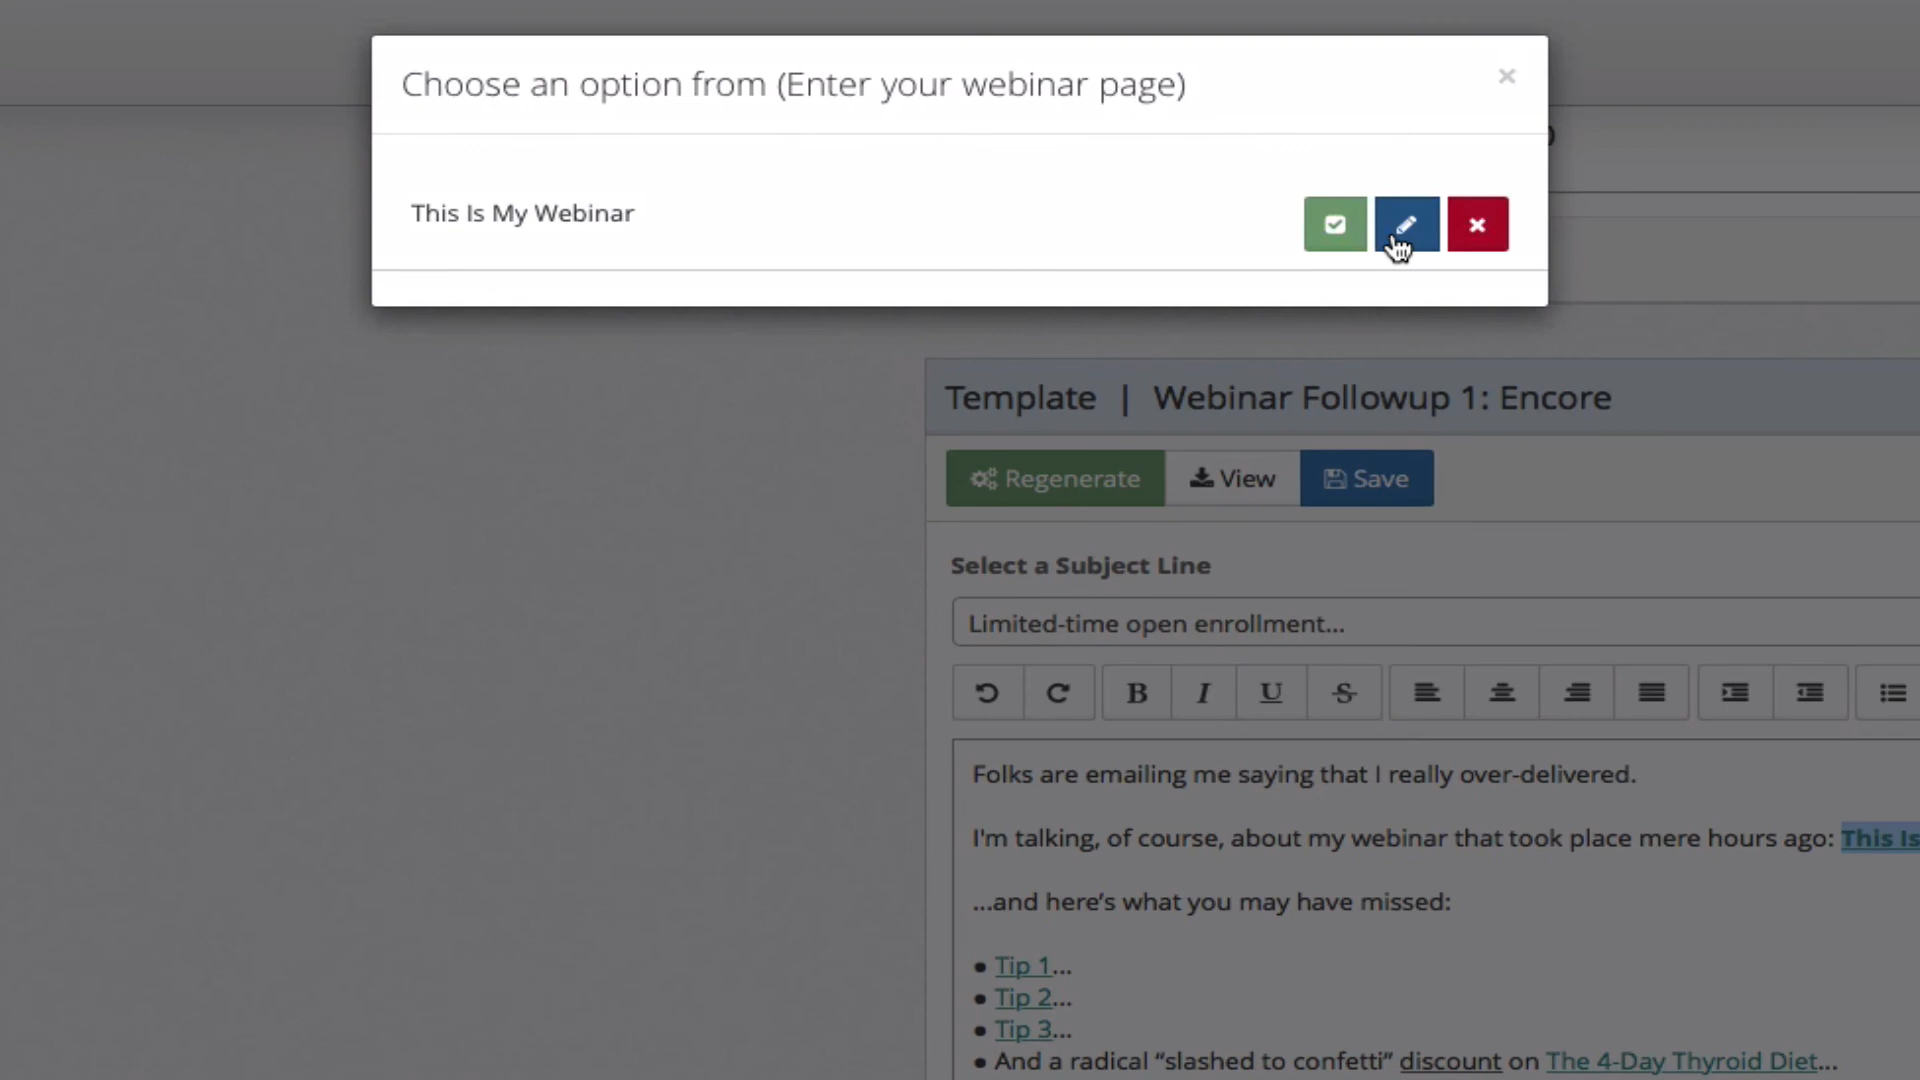 Choose an option from (Enter your webinar page)
×
This Is My Webinar
Template | Webinar Followup 1: Encore
Regenerate View Save
Select a Subject Line
Limited-time open enrollment...
B I U S
Folks are emailing me saying that I really over-delivered.
I'm talking, of course, about my webinar that took place mere hours ago: This Is
...and here’s what you may have missed:
● Tip 1...
● Tip 2...
● Tip 3...
● And a radical “slashed to confetti” discount on The 4-Day Thyroid Diet...